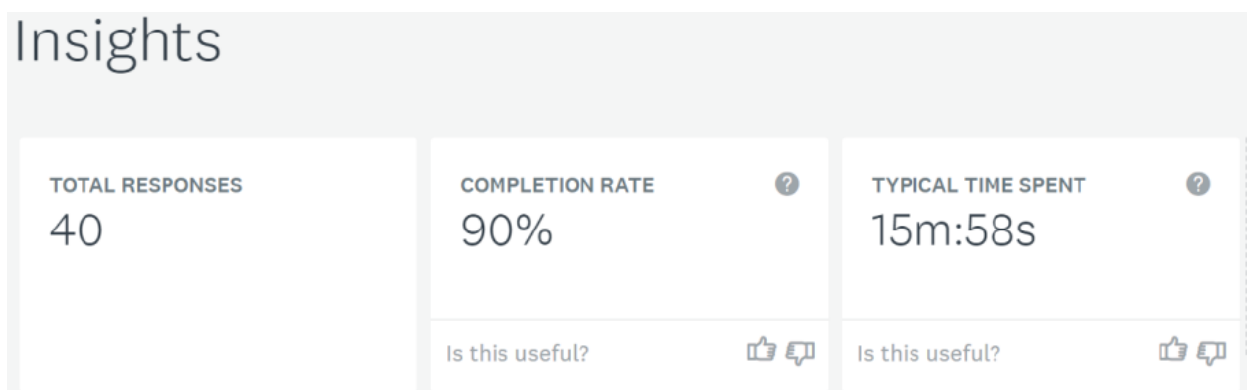 Insights
TOTAL RESPONSES
40
COMPLETION RATE
?
90%
Is this useful?
TYPICAL TIME SPENT
?
15m:58s
Is this useful?